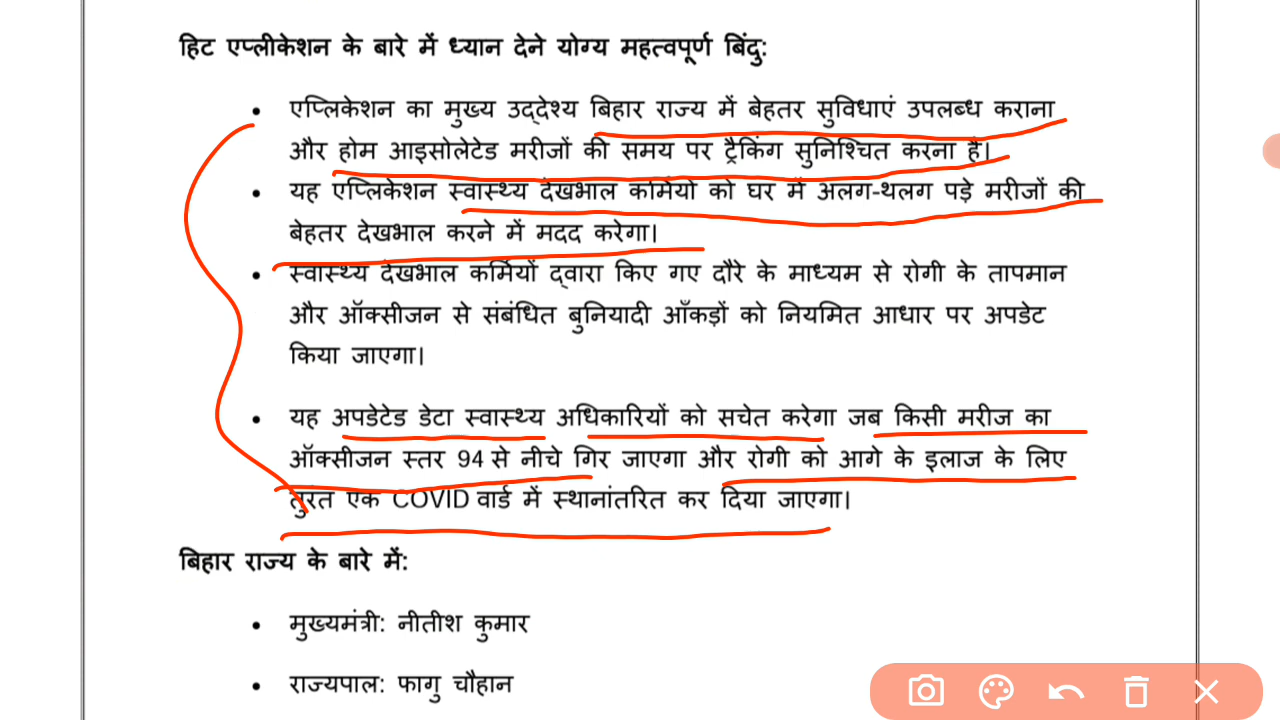 हिट एप्लीकेशन के बारे में ध्यान देने योग्य महत्वपूर्ण बिंदु:
• एप्लिकेशन का मुख्य उद्देश्य बिहार राज्य में बेहतर सुविधाएं उपलब्ध कराना
और होम आइसोलेटेड मरीजों की समय पर ट्रैकिंग सुनिश्चित करना है।
• यह एप्लिकेशन स्वास्थ्य देखभाल कर्मियों को घर में अलग-थलग पड़े मरीजों की
बेहतर देखभाल करने में मदद करेगा।
• स्वास्थ्य देखभाल कर्मियों द्वारा किए गए दौरे के माध्यम से रोगी के तापमान
और ऑक्सीजन से संबंधित बुनियादी आँकड़ों को नियमित आधार पर अपडेट
किया जाएगा।
• यह अपडेटेड डेटा स्वास्थ्य अधिकारियों को सचेत करेगा जब किसी मरीज का
ऑक्सीजन स्तर 94 से नीचे गिर जाएगा और रोगी को आगे के इलाज के लिए
तुरंत एक COVID वार्ड में स्थानांतरित कर दिया जाएगा।
बिहार राज्य के बारे में:
• मुख्यमंत्री: नीतीश कुमार
• राज्यपाल: फागु चौहान